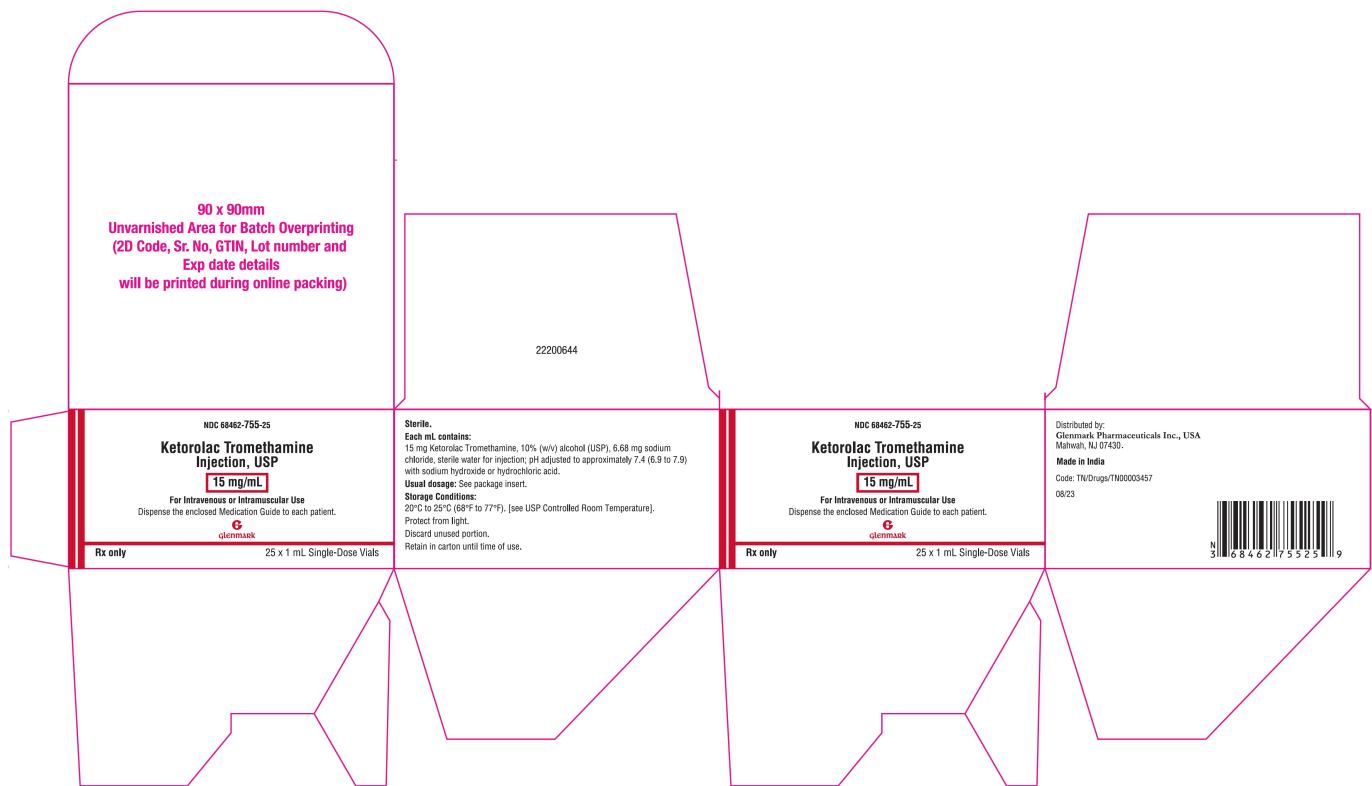 90 x 90mm
Unvarnished Area for Batch Overprinting
(2D Code, Sr. No, GTIN, Lot number and
Exp date details
will be printed during online packing)
22200644
NDC 68462-755-25
Ketorolac Tromethamine
Injection, USP
15 mg/mL
For Intravenous or Intramuscular Use
Dispense the enclosed Medication Guide to each patient.
G
Glenmark
Rx only 25 x 1 mL Single-Dose Vials
Sterile.
Each mL contains:
15 mg Ketorolac Tromethamine, 10% (w/v) alcohol (USP), 6.68 mg sodium
chloride, sterile water for injection; pH adjusted to approximately 7.4 (6.9 to 7.9)
with sodium hydroxide or hydrochloric acid.
Usual dosage: See package insert.
Storage Conditions:
20°C to 25°C (68°F to 77°F). [see USP Controlled Room Temperature].
Protect from light.
Discard unused portion.
Retain in carton until time of use.
NDC 68462-755-25
Ketorolac Tromethamine
Injection, USP
15 mg/mL
For Intravenous or Intramuscular Use
Dispense the enclosed Medication Guide to each patient.
G
Glenmark
Rx only 25 x 1 mL Single-Dose Vials
Distributed by:
Glenmark Pharmaceuticals Inc., USA
Mahwah, NJ 07430.
Made in India
Code: TN/Drugs/TN00003457
08/23
N
3 68462 75525 9